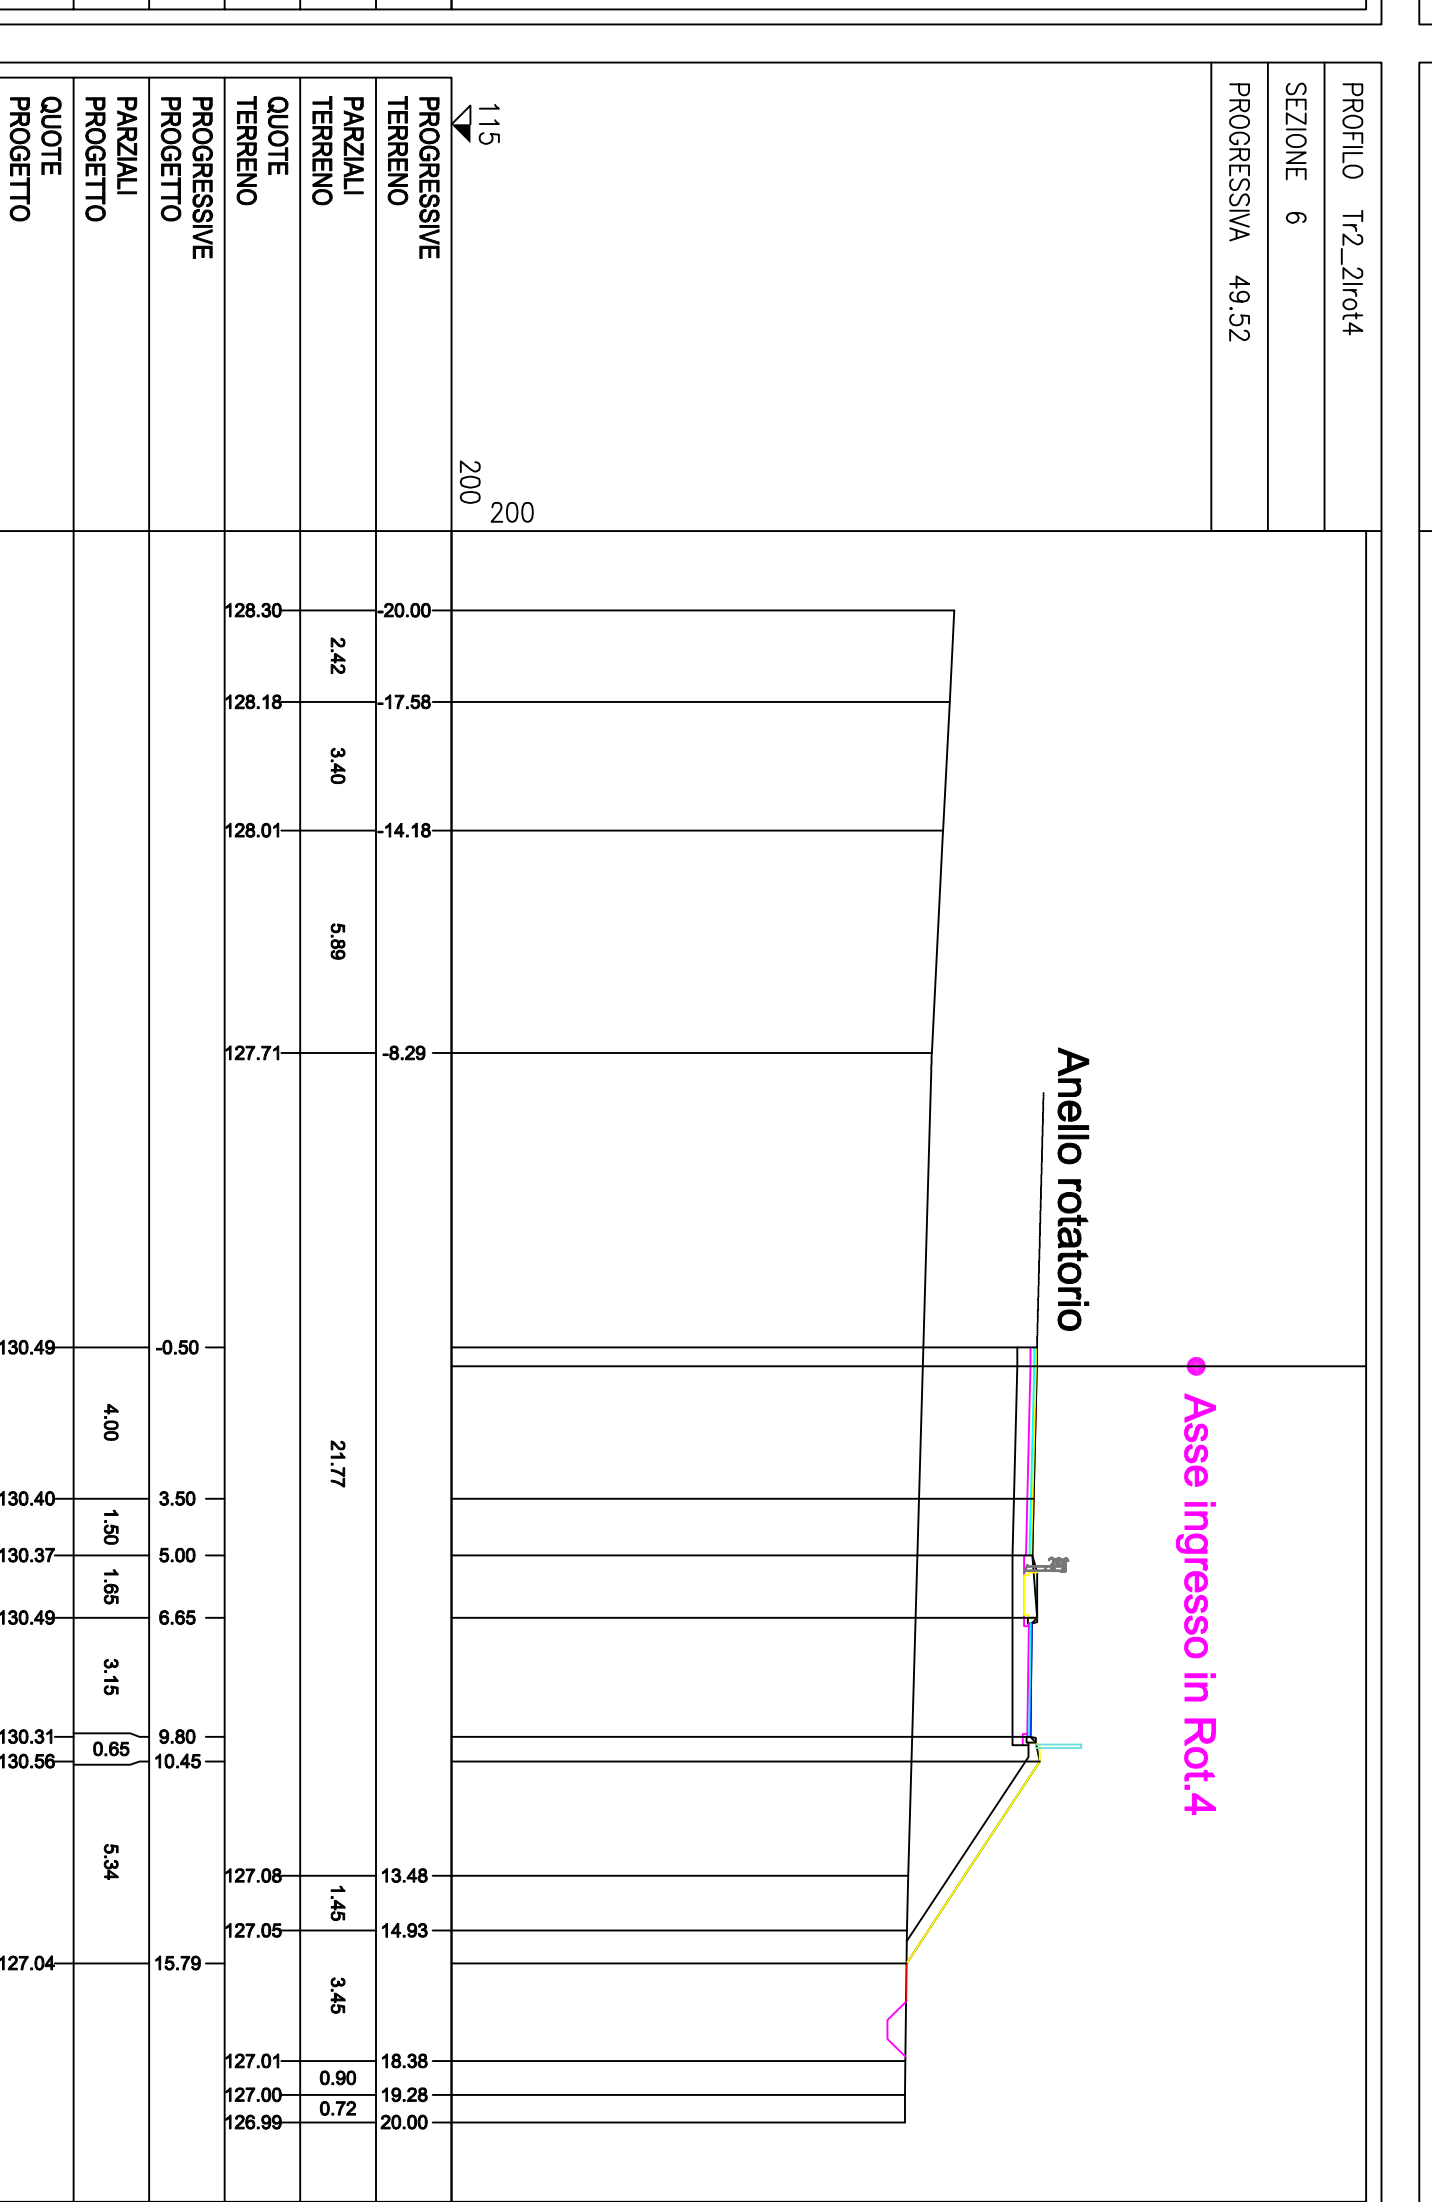 PROFILO Tr2_2Irot4
SEZIONE 6
PROGRESSIVA 49.52
Asse ingresso in Rot.4
Anello rotatorio
200
200
115
PROGRESSIVE
TERRENO
-20.00 -17.58 -14.18 -8.29 13.48 14.93 18.38 19.28 20.00
PARZIALI
TERRENO
2.42 3.40 5.89 21.77 1.45 3.45 0.90 0.72
QUOTE
TERRENO
128.30 128.18 128.01 127.71 127.08 127.05 127.01 127.00 126.99
PROGRESSIVE
PROGETTO
-0.50 3.50 5.00 6.65 9.80 10.45 15.79
PARZIALI
PROGETTO
4.00 1.50 1.65 3.15 0.65 5.34
QUOTE
PROGETTO
130.49 130.40 130.37 130.49 130.31 130.56 127.04